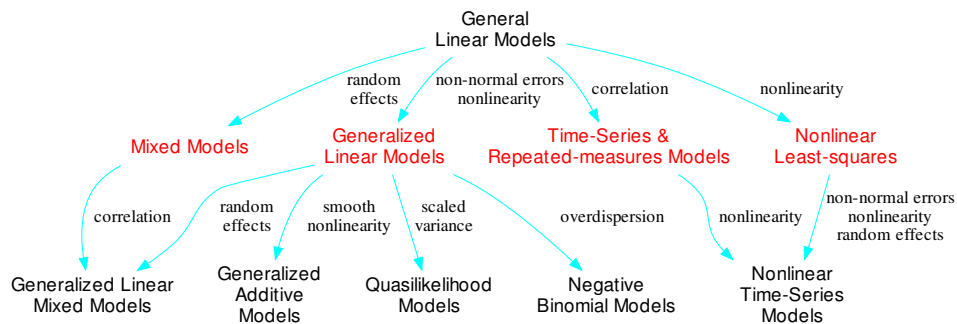 General
Linear Models
random
effects
non-normal errors
nonlinearity
correlation
nonlinearity
Mixed Models
Generalized
Linear Models
Time-Series &
Repeated-measures Models
Nonlinear
Least-squares
correlation
random
effects
smooth
nonlinearity
scaled
variance
overdispersion
nonlinearity
non-normal errors
nonlinearity
random effects
Generalized Linear
Mixed Models
Generalized
Additive
Models
Quasilikelihood
Models
Negative
Binomial Models
Nonlinear
Time-Series
Models